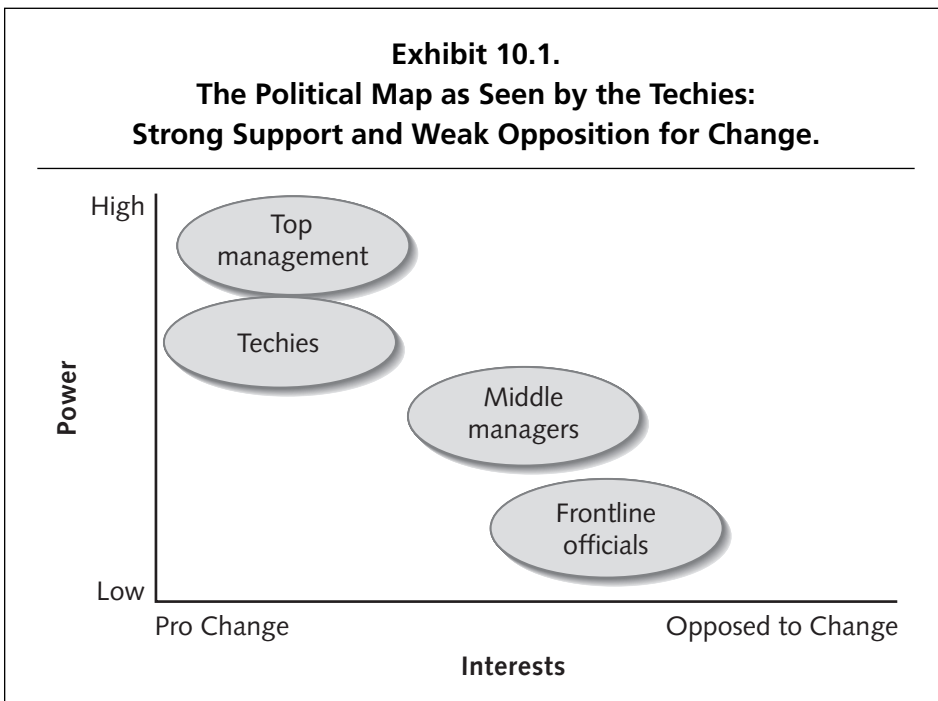 Exhibit 10.1.
The Political Map as Seen by the Techies:
Strong Support and Weak Opposition for Change.
High
Top
management
Techies
Power
Middle
managers
Frontline
officials
Low
Pro Change
Opposed to Change
Interests